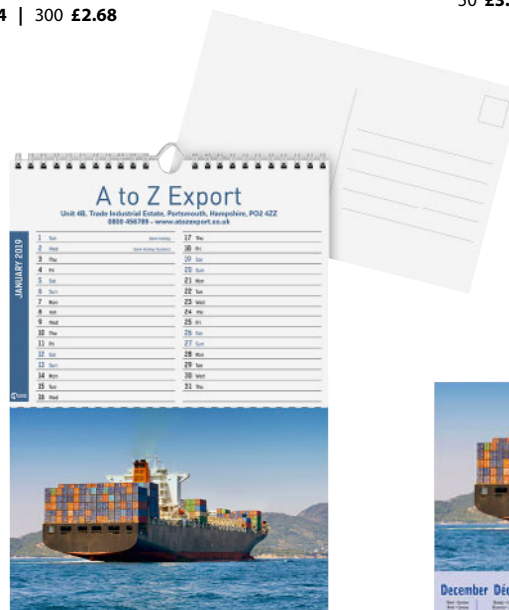 4 | 300 £2.68
50 £3.
A to Z Export
Unit 4B, Trade Industrial Estate, Portsmouth, Hampshire, PO2 4ZZ
0800 456789 - www.atozexport.co.uk
JANUARY 2019
1 Tue
2 Wed
3 Thu
4 Fri
5 Sat
6 Sun
7 Mon
8 Tue
9 Wed
10 Thu
11 Fri
12 Sat
13 Sun
14 Mon
15 Tue
16 Wed
17 Thu
18 Fri
19 Sat
20 Sun
21 Mon
22 Tue
23 Wed
24 Thu
25 Fri
26 Sat
27 Sun
28 Mon
29 Tue
30 Wed
31 Thu
December Déc